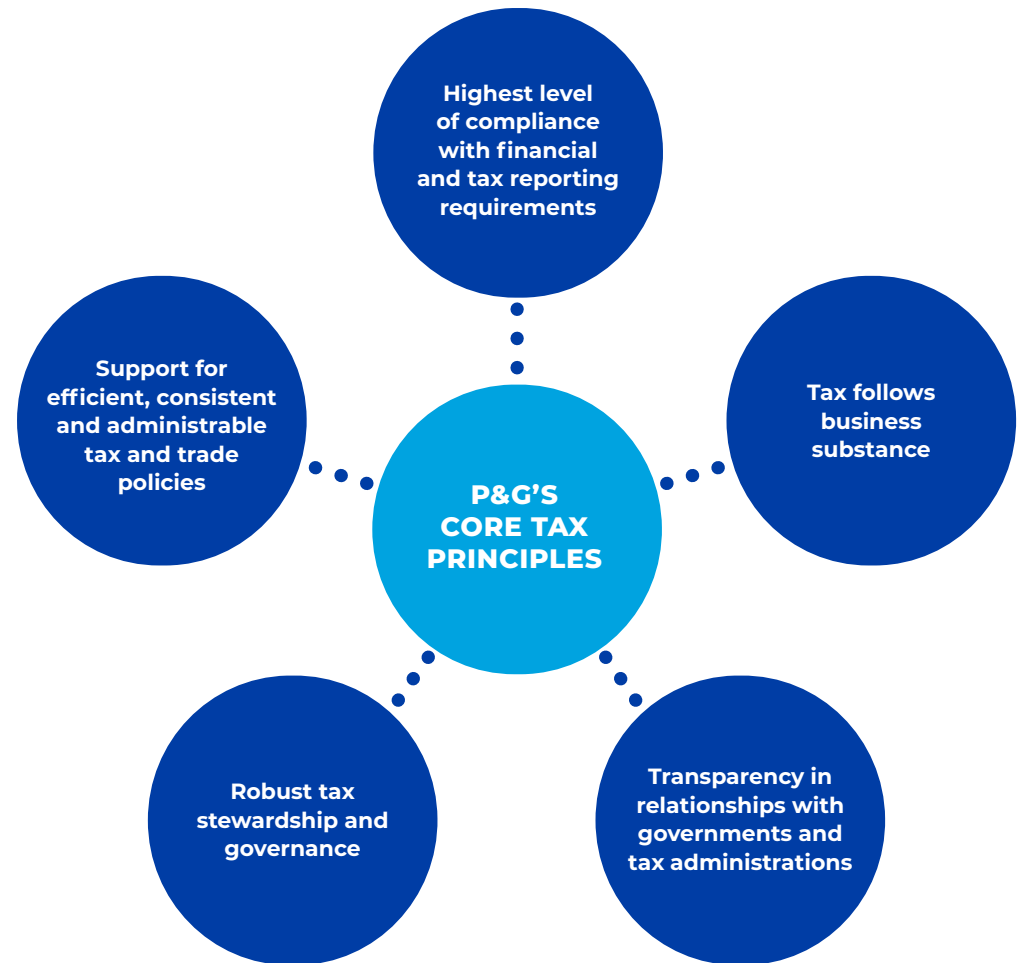 Highest level
of compliance
with financial
and tax reporting
requirements
Support for
efficient, consistent
and administrable
tax and trade
policies
Tax follows
business
substance
P&G’S
CORE TAX
PRINCIPLES
Robust tax
stewardship and
governance
Transparency in
relationships with
governments and
tax administrations